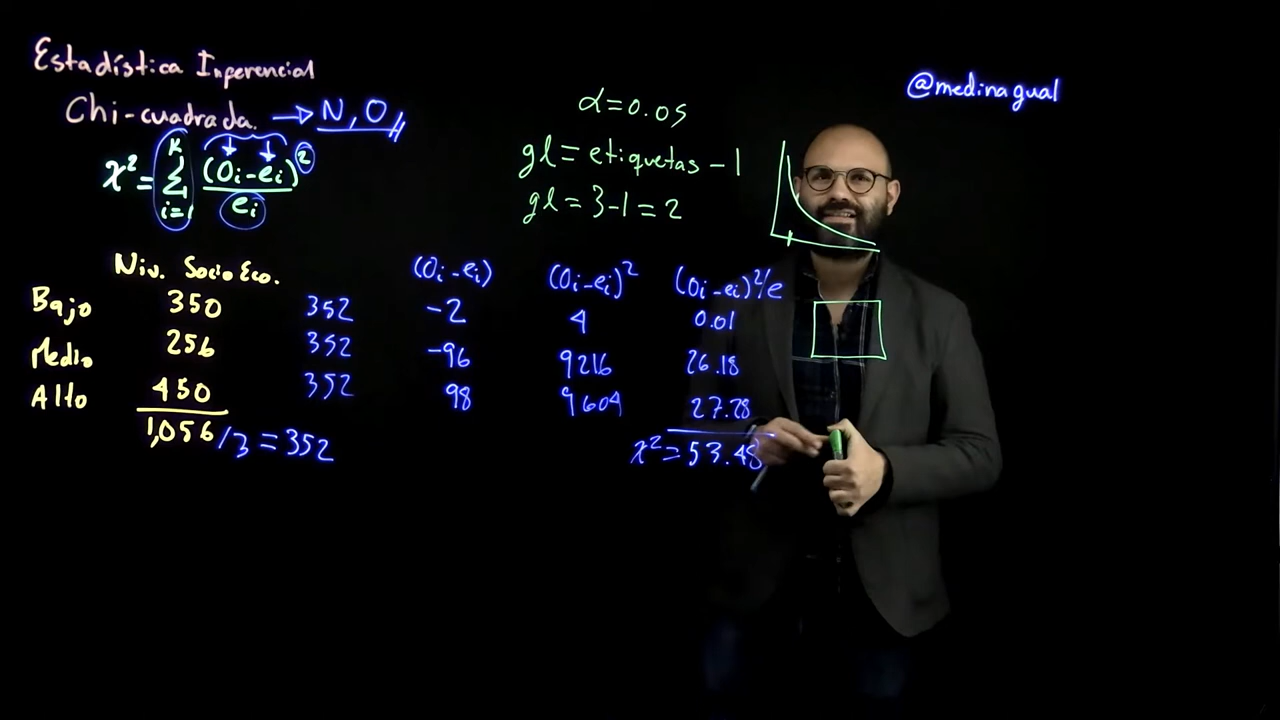 Estadística Inferencial
Chi-cuadrada. → N, O
χ² = Σ (Oi - ei)² / ei
K
i=1
@medinagual
α = 0.05
gl = etiquetas - 1
gl = 3-1 = 2
Niv. Socio Eco. (Oi - ei) (Oi - ei)² (Oi - ei)²/e
Bajo 350 352 -2 4 0.01
Medio 256 352 -96 9216 26.18
Alto 450 352 98 9604 27.28
1,056 /3 = 352
χ² = 53.48